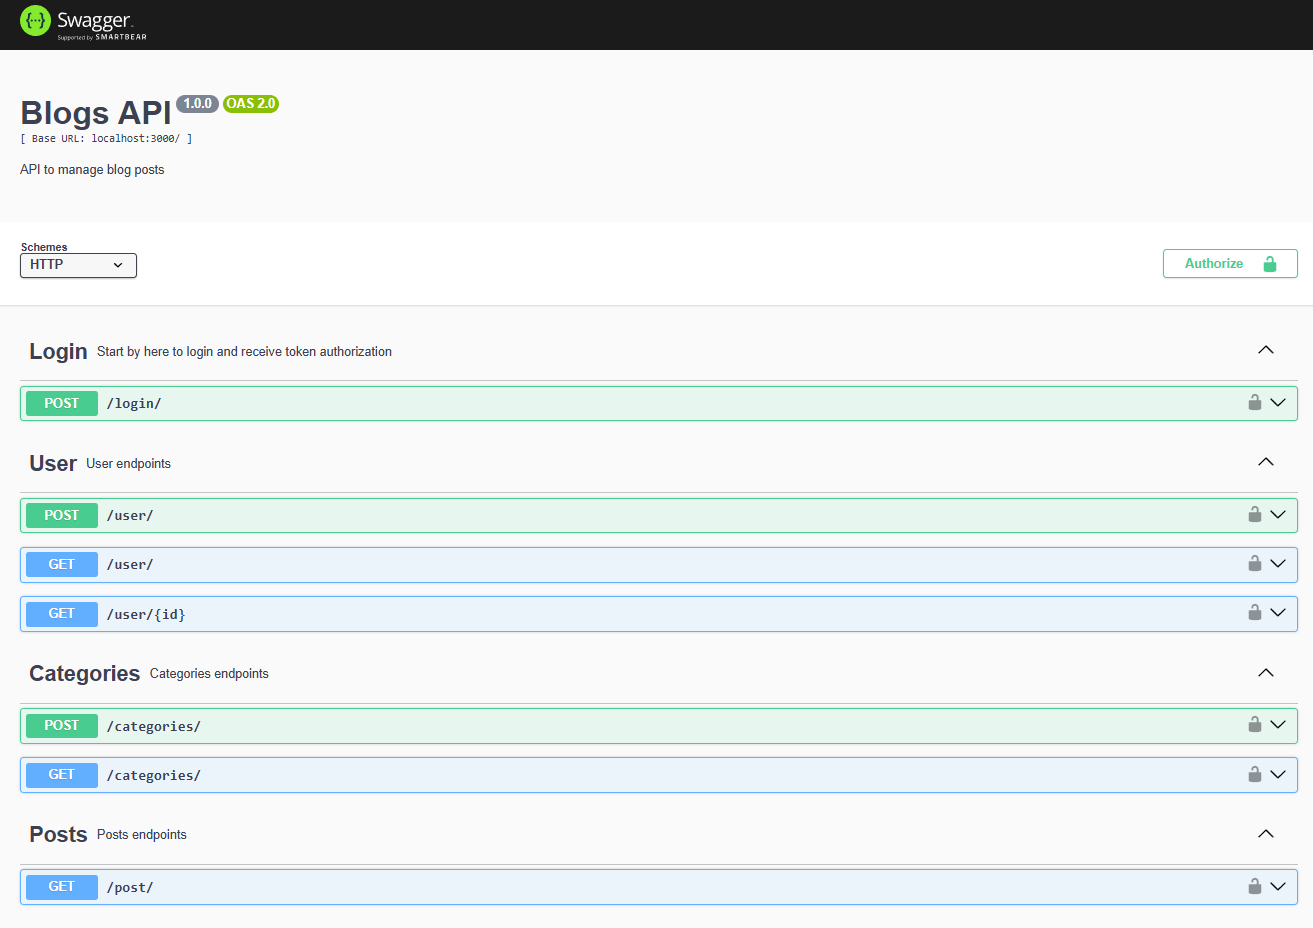 Swagger
Supported by SMARTBEAR
Blogs API 1.0.0 OAS 2.0
[ Base URL: localhost:3000/ ]
API to manage blog posts
Schemes
HTTP
Authorize
Login Start by here to login and receive token authorization
POST /login/
User User endpoints
POST /user/
GET /user/
GET /user/{id}
Categories Categories endpoints
POST /categories/
GET /categories/
Posts Posts endpoints
GET /post/